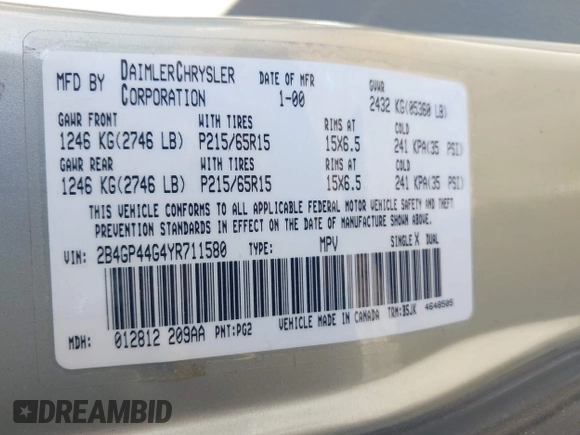 MFD BY DAIMLERCHRYSLER CORPORATION DATE OF MFR 1-00 GVWR 2432 KG(05360 LB)
GAWR FRONT WITH TIRES RIMS AT COLD
1246 KG(2746 LB) P215/65R15 15X6.5 241 KPA(35 PSI)
GAWR REAR WITH TIRES RIMS AT COLD
1246 KG(2746 LB) P215/65R15 15X6.5 241 KPA(35 PSI)
THIS VEHICLE CONFORMS TO ALL APPLICABLE FEDERAL MOTOR VEHICLE SAFETY, BUMPER, AND THEFT
PREVENTION STANDARDS IN EFFECT ON THE DATE OF MANUFACTURE SHOWN ABOVE.
VIN: 2B4GP44G4YR711580 TYPE: MPV SINGLE X DUAL
MDH: 012812 209AA PNT:PG2 VEHICLE MADE IN CANADA TRM:B5JK 4648505
DREAMBID